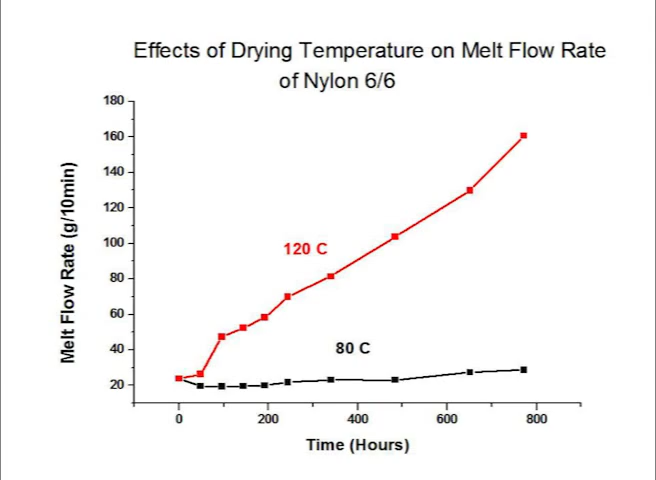 Effects of Drying Temperature on Melt Flow Rate
of Nylon 6/6
180
160
140
120
100
80
60
40
20
Melt Flow Rate (g/10min)
120 C
80 C
0 200 400 600 800
Time (Hours)